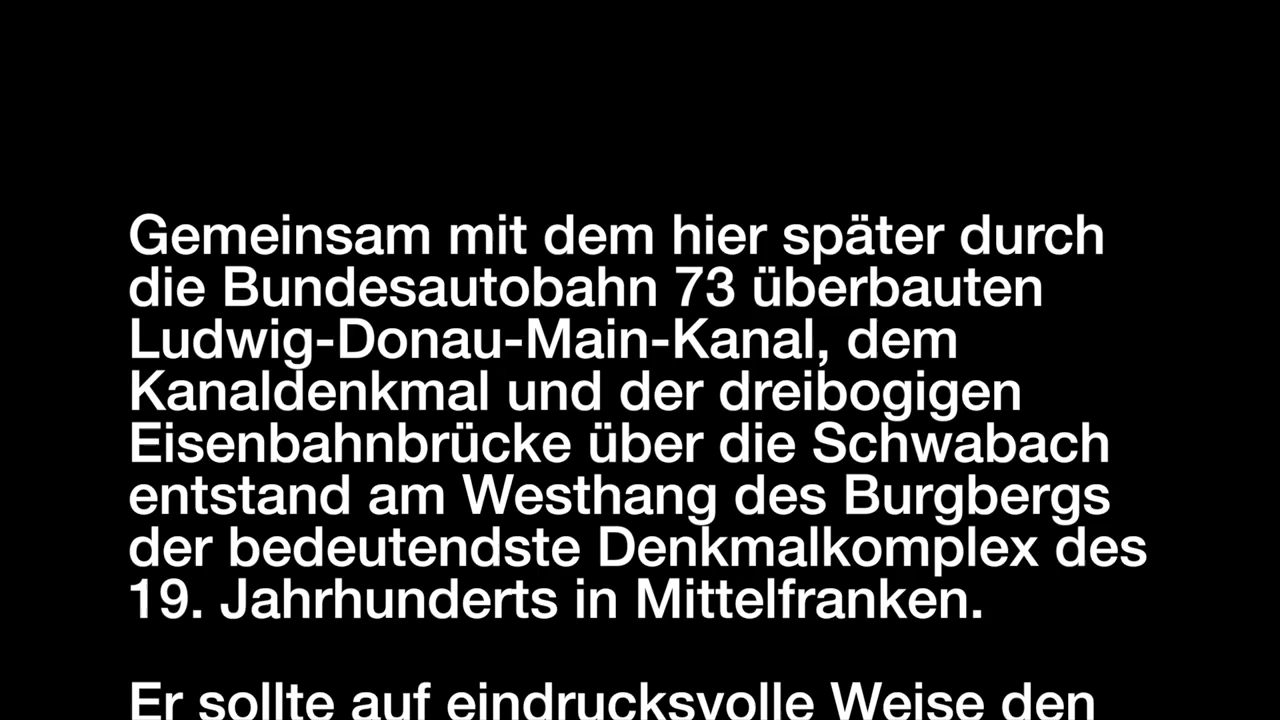 Gemeinsam mit dem hier später durch
die Bundesautobahn 73 überbauten
Ludwig-Donau-Main-Kanal, dem
Kanaldenkmal und der dreibogigen
Eisenbahnbrücke über die Schwabach
entstand am Westhang des Burgbergs
der bedeutendste Denkmalkomplex des
19. Jahrhunderts in Mittelfranken.
Er sollte auf eindrucksvolle Weise den